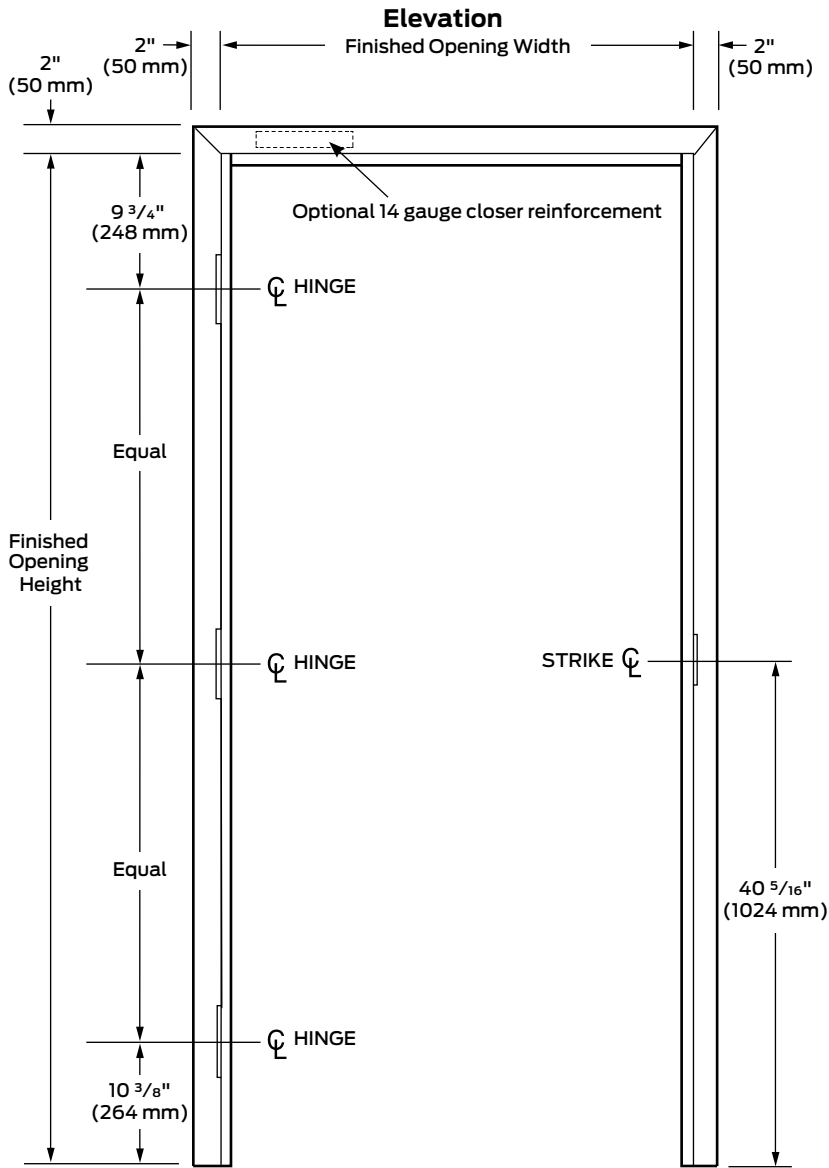 Elevation
2"
(50 mm)
Finished Opening Width
2"
(50 mm)
2"
(50 mm)
9 3/4"
(248 mm)
Optional 14 gauge closer reinforcement
℄ HINGE
Equal
Finished
Opening
Height
℄ HINGE
STRIKE ℄
Equal
40 5/16"
(1024 mm)
℄ HINGE
10 3/8"
(264 mm)